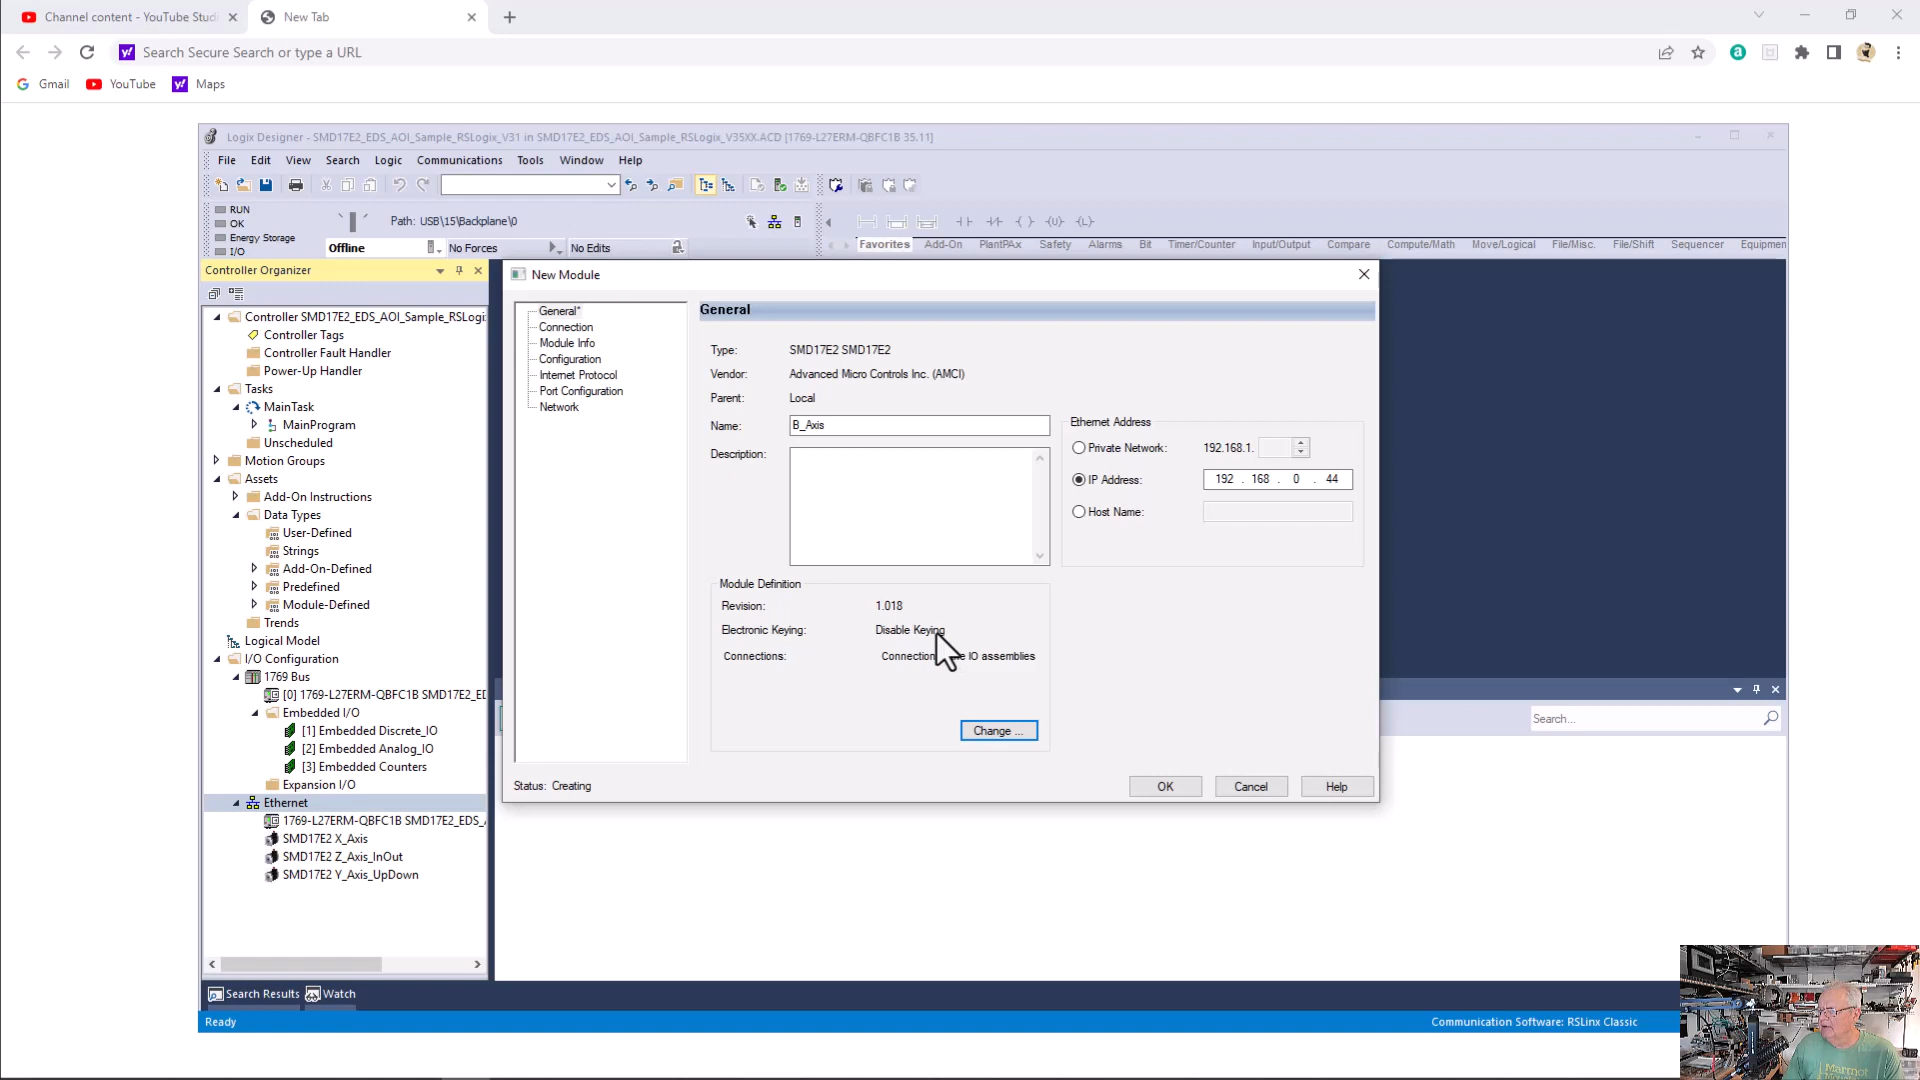 Channel content - YouTube Studi
New Tab
Search Secure Search or type a URL
Gmail
YouTube
Maps
Logix Designer - SMD17E2_EDS_AOI_Sample_RSLogix_V31 in SMD17E2_EDS_AOI_Sample_RSLogix_V35XX.ACD [1769-L27ERM-QBFC1B 35.11]
File Edit View Search Logic Communications Tools Window Help
RUN
OK
Energy Storage
I/O
Path: USB\15\Backplane\0
Offline
No Forces
No Edits
Favorites Add-On PlantPAx Safety Alarms Bit Timer/Counter Input/Output Compare Compute/Math Move/Logical File/Misc. File/Shift Sequencer Equipmen
Controller Organizer
Controller SMD17E2_EDS_AOI_Sample_RSLogi
Controller Tags
Controller Fault Handler
Power-Up Handler
Tasks
MainTask
MainProgram
Unscheduled
Motion Groups
Assets
Add-On Instructions
Data Types
User-Defined
Strings
Add-On-Defined
Predefined
Module-Defined
Trends
Logical Model
I/O Configuration
1769 Bus
[0] 1769-L27ERM-QBFC1B SMD17E2_ED
Embedded I/O
[1] Embedded Discrete_IO
[2] Embedded Analog_IO
[3] Embedded Counters
Expansion I/O
Ethernet
1769-L27ERM-QBFC1B SMD17E2_EDS_A
SMD17E2 X_Axis
SMD17E2 Z_Axis_InOut
SMD17E2 Y_Axis_UpDown
New Module
General*
Connection
Module Info
Configuration
Internet Protocol
Port Configuration
Network
General
Type: SMD17E2 SMD17E2
Vendor: Advanced Micro Controls Inc. (AMCI)
Parent: Local
Name: B_Axis
Description:
Ethernet Address
Private Network: 192.168.1.
IP Address: 192 . 168 . 0 . 44
Host Name:
Module Definition
Revision: 1.018
Electronic Keying: Disable Keying
Connections: Connection IO assemblies
Change ...
Status: Creating
OK
Cancel
Help
Search...
Search Results
Watch
Ready
Communication Software: RSLinx Classic
Marmot